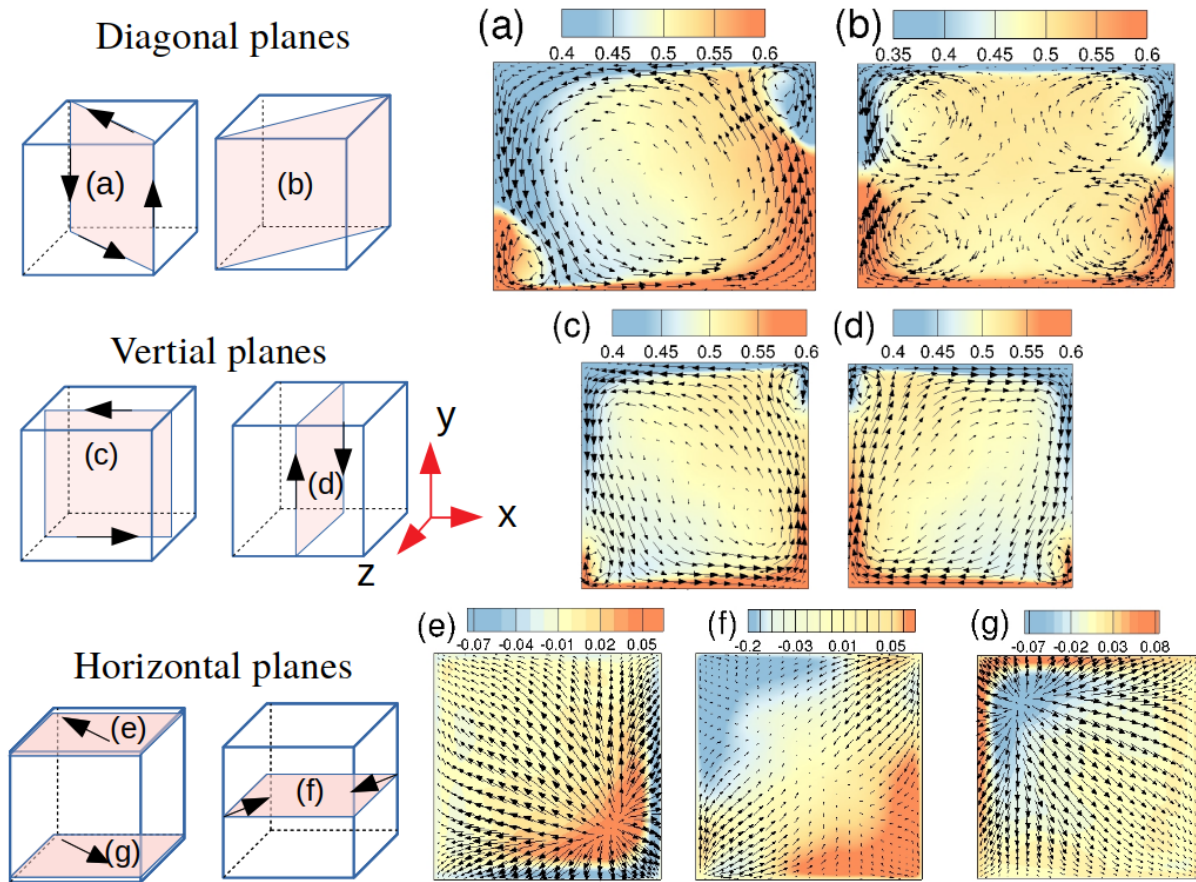 Diagonal planes
(a)
(b)
(a)
0.4 0.45 0.5 0.55 0.6
(b)
0.35 0.4 0.45 0.5 0.55 0.6
Vertial planes
(c)
(d)
y
x
z
(c)
0.4 0.45 0.5 0.55 0.6
(d)
0.4 0.45 0.5 0.55 0.6
Horizontal planes
(e)
(g)
(f)
(e)
-0.07 -0.04 -0.01 0.02 0.05
(f)
-0.2 -0.03 0.01 0.05
(g)
-0.07 -0.02 0.03 0.08